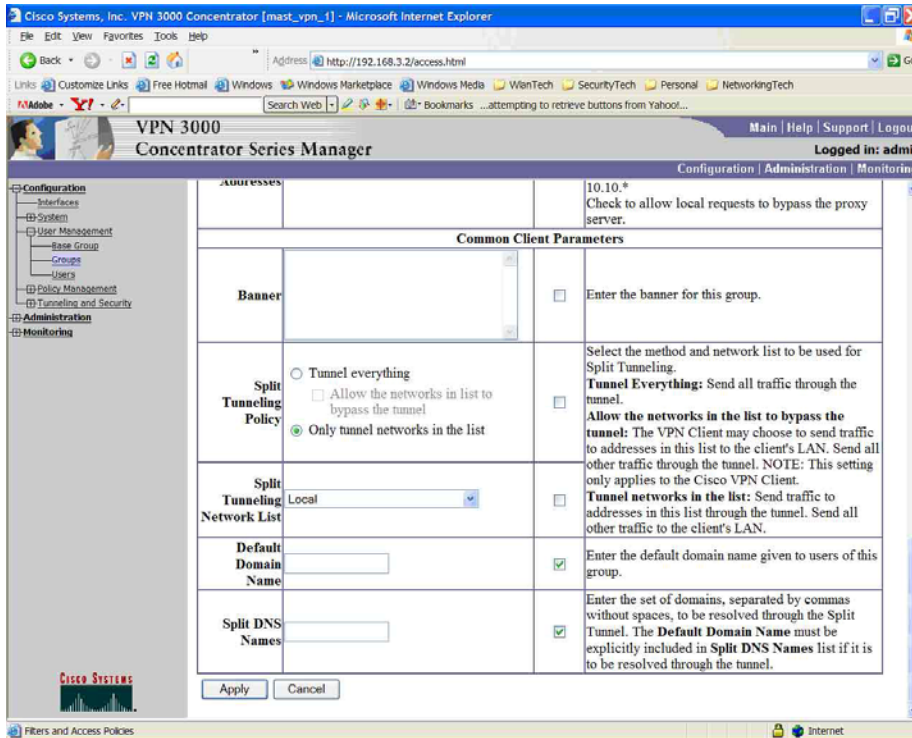 Cisco Systems, Inc. VPN 3000 Concentrator [mast_vpn_1] - Microsoft Internet Explorer
File Edit View Favorites Tools Help
Back
Address http://192.168.3.2/access.html
Go
Links Customize Links Free Hotmail Windows Windows Marketplace Windows Media WanTech SecurityTech Personal NetworkingTech
Adobe Y! Search Web Bookmarks ...attempting to retrieve buttons from Yahoo!...
VPN 3000
Concentrator Series Manager
Main | Help | Support | Logou
Logged in: admi
Configuration | Administration | Monitorin
Configuration
Interfaces
System
User Management
Base Group
Groups
Users
Policy Management
Tunneling and Security
Administration
Monitoring
Addresses
10.10.*
Check to allow local requests to bypass the proxy
server.
Common Client Parameters
Banner
Enter the banner for this group.
Split
Tunneling
Policy
Tunnel everything
Allow the networks in list to
bypass the tunnel
Only tunnel networks in the list
Select the method and network list to be used for
Split Tunneling.
Tunnel Everything: Send all traffic through the
tunnel.
Allow the networks in the list to bypass the
tunnel: The VPN Client may choose to send traffic
to addresses in this list to the client's LAN. Send all
other traffic through the tunnel. NOTE: This setting
only applies to the Cisco VPN Client.
Tunnel networks in the list: Send traffic to
addresses in this list through the tunnel. Send all
other traffic to the client's LAN.
Split
Tunneling
Network List
Local
Default
Domain
Name
Enter the default domain name given to users of this
group.
Split DNS
Names
Enter the set of domains, separated by commas
without spaces, to be resolved through the Split
Tunnel. The Default Domain Name must be
explicitly included in Split DNS Names list if it is
to be resolved through the tunnel.
Apply Cancel
CISCO SYSTEMS
Filters and Access Policies
Internet